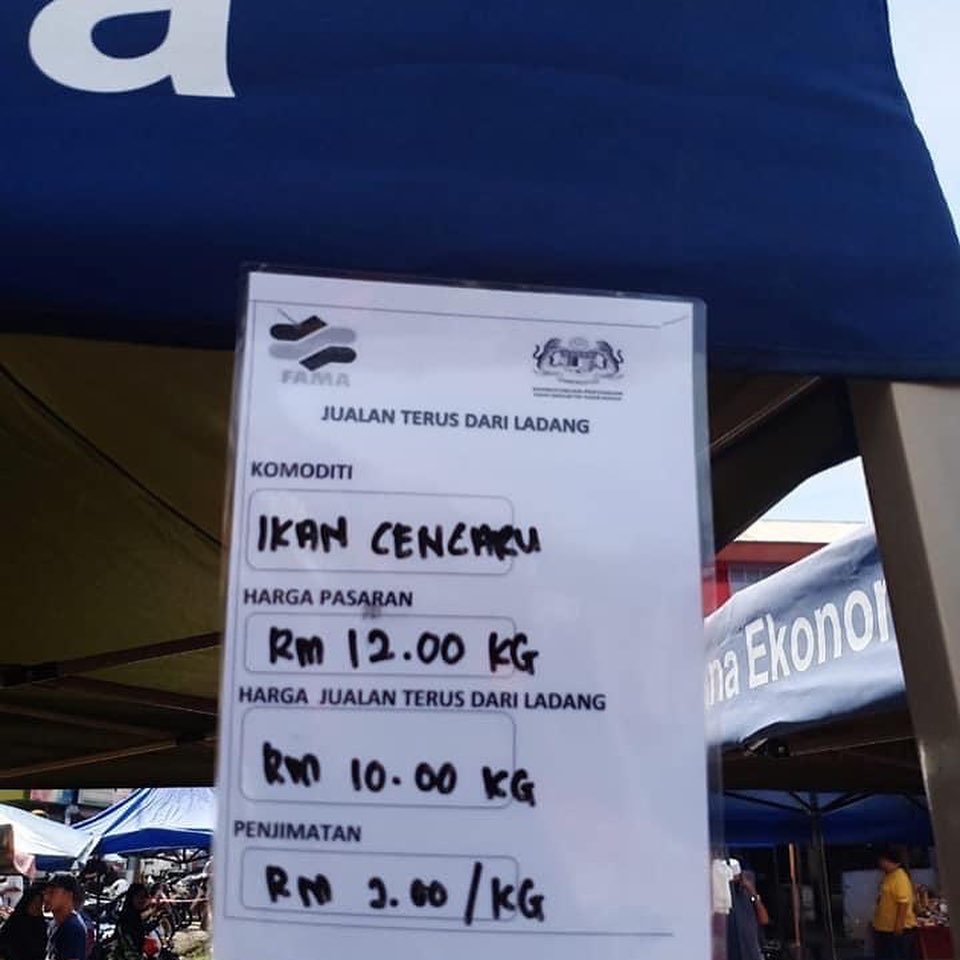 a
FAMA
JUALAN TERUS DARI LADANG
KOMODITI
IKAN CENCARU
HARGA PASARAN
RM 12.00 KG
HARGA JUALAN TERUS DARI LADANG
RM 10.00 KG
PENJIMATAN
RM 2.00/KG
na Ekonom